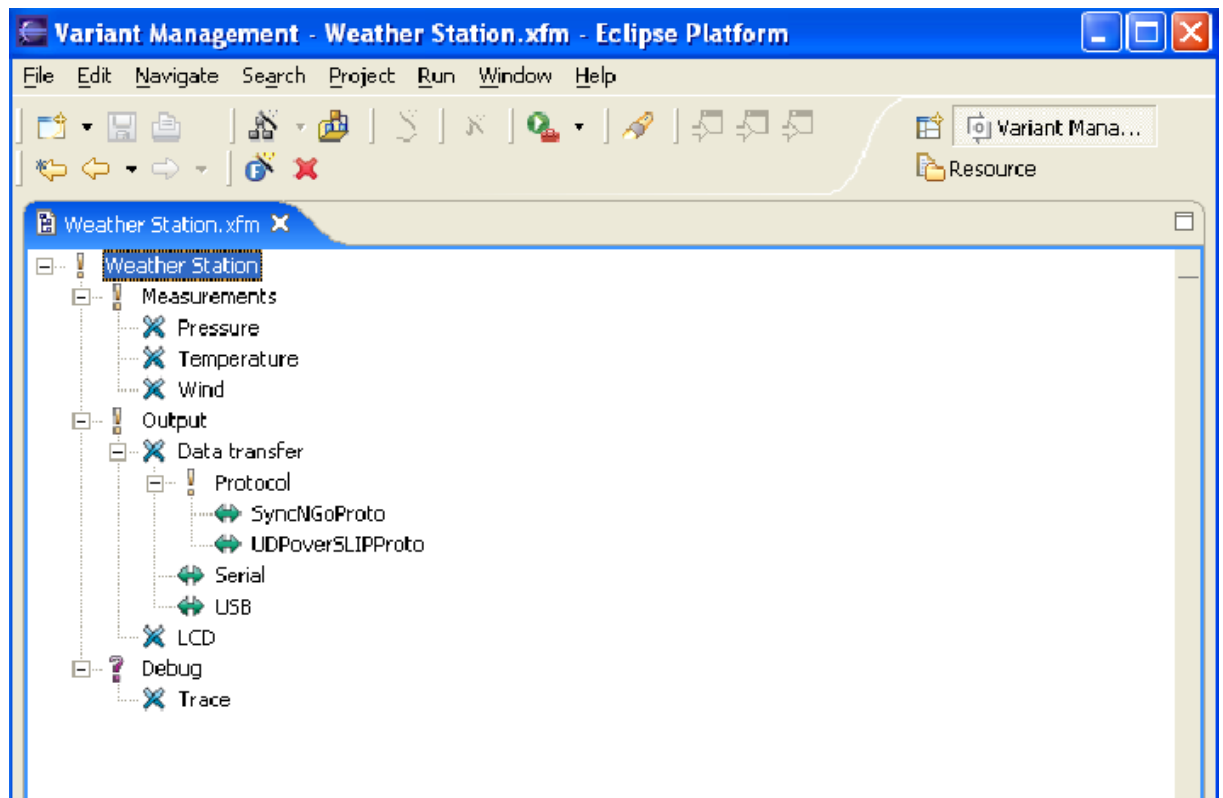 Variant Management - Weather Station.xfm - Eclipse Platform
File Edit Navigate Search Project Run Window Help
Variant Mana...
Resource
Weather Station.xfm
Weather Station
Measurements
Pressure
Temperature
Wind
Output
Data transfer
Protocol
SyncNGoProto
UDPoverSLIPProto
Serial
USB
LCD
Debug
Trace